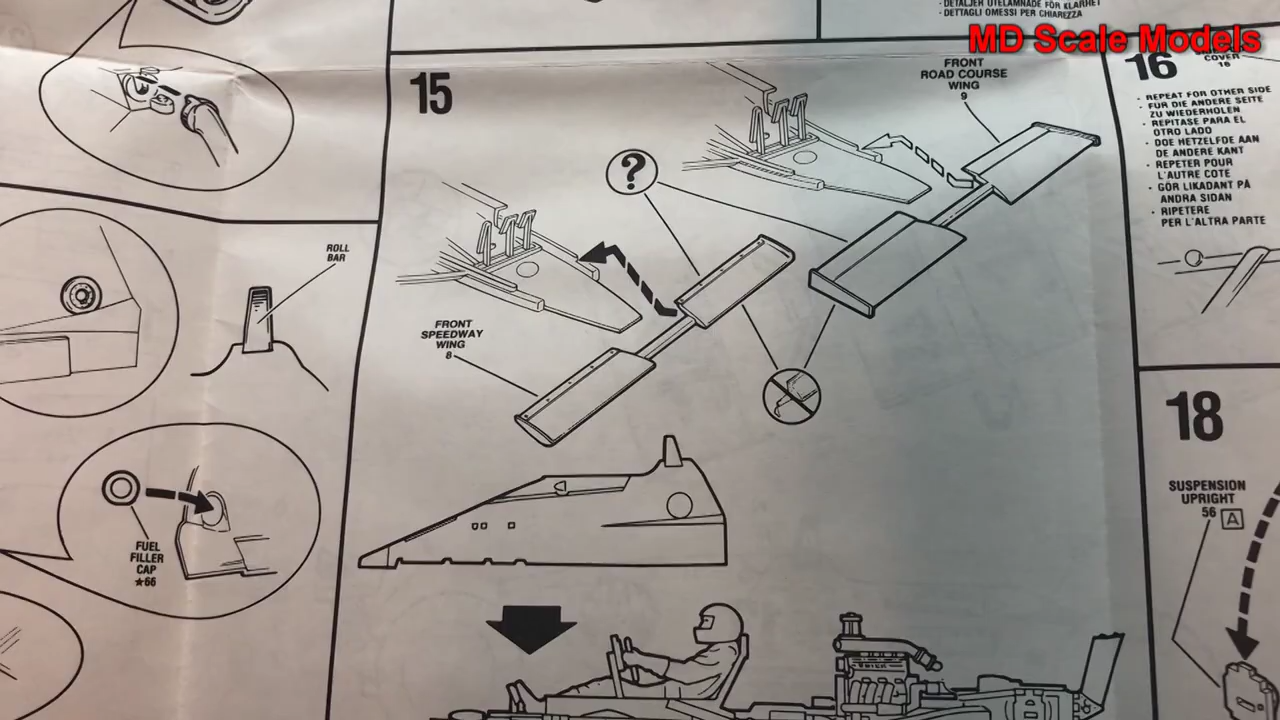 · DETALJER UTELÄMNADE FÖR KLARHET
· DETTAGLI OMESSI PER CHIAREZZA
MD Scale Models
15
FRONT
ROAD COURSE
WING
9
?
FRONT
SPEEDWAY
WING
8
ROLL
BAR
FUEL
FILLER
CAP
★66
16
COVER
16
· REPEAT FOR OTHER SIDE
· FÜR DIE ANDERE SEITE
ZU WIEDERHOLEN
· REPITASE PARA EL
OTRO LADO
· DOE HETZELFDE AAN
DE ANDERE KANT
· REPETER POUR
L'AUTRE COTE
· GÖR LIKADANT PÅ
ANDRA SIDAN
· RIPETERE
PER L'ALTRA PARTE
18
SUSPENSION
UPRIGHT
56 A